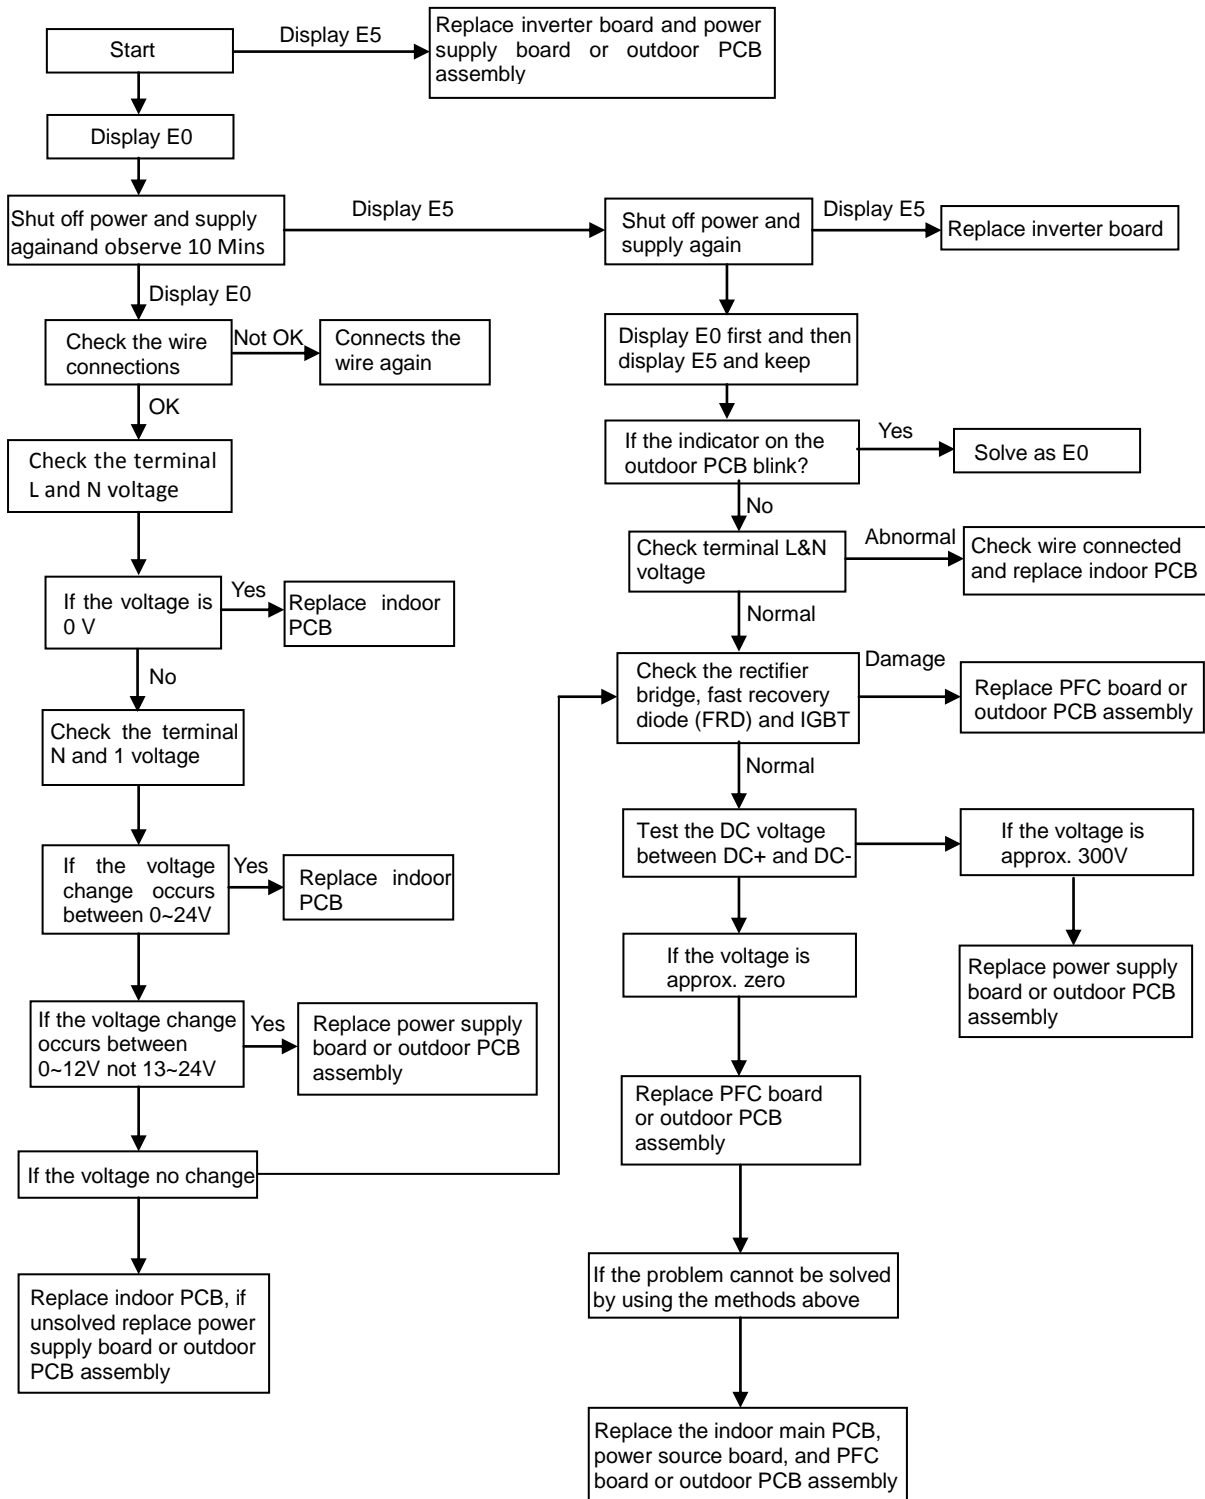 Start
Display E5
Replace inverter board and power
supply board or outdoor PCB
assembly
Display E0
Shut off power and supply
againand observe 10 Mins
Display E5
Shut off power and
supply again
Display E5
Replace inverter board
Display E0
Check the wire
connections
Not OK
Connects the
wire again
Display E0 first and then
display E5 and keep
OK
Check the terminal
L and N voltage
If the indicator on the
outdoor PCB blink?
Yes
Solve as E0
No
Check terminal L&N
voltage
Abnormal
Check wire connected
and replace indoor PCB
If the voltage is
0 V
Yes
Replace indoor
PCB
Normal
No
Check the rectifier
bridge, fast recovery
diode (FRD) and IGBT
Damage
Replace PFC board or
outdoor PCB assembly
Check the terminal
N and 1 voltage
Normal
Test the DC voltage
between DC+ and DC-
If the voltage is
approx. 300V
If the voltage
change occurs
between 0~24V
Yes
Replace indoor
PCB
If the voltage is
approx. zero
Replace power supply
board or outdoor PCB
assembly
If the voltage change
occurs between
0~12V not 13~24V
Yes
Replace power supply
board or outdoor PCB
assembly
Replace PFC board
or outdoor PCB
assembly
If the voltage no change
If the problem cannot be solved
by using the methods above
Replace indoor PCB, if
unsolved replace power
supply board or outdoor
PCB assembly
Replace the indoor main PCB,
power source board, and PFC
board or outdoor PCB assembly